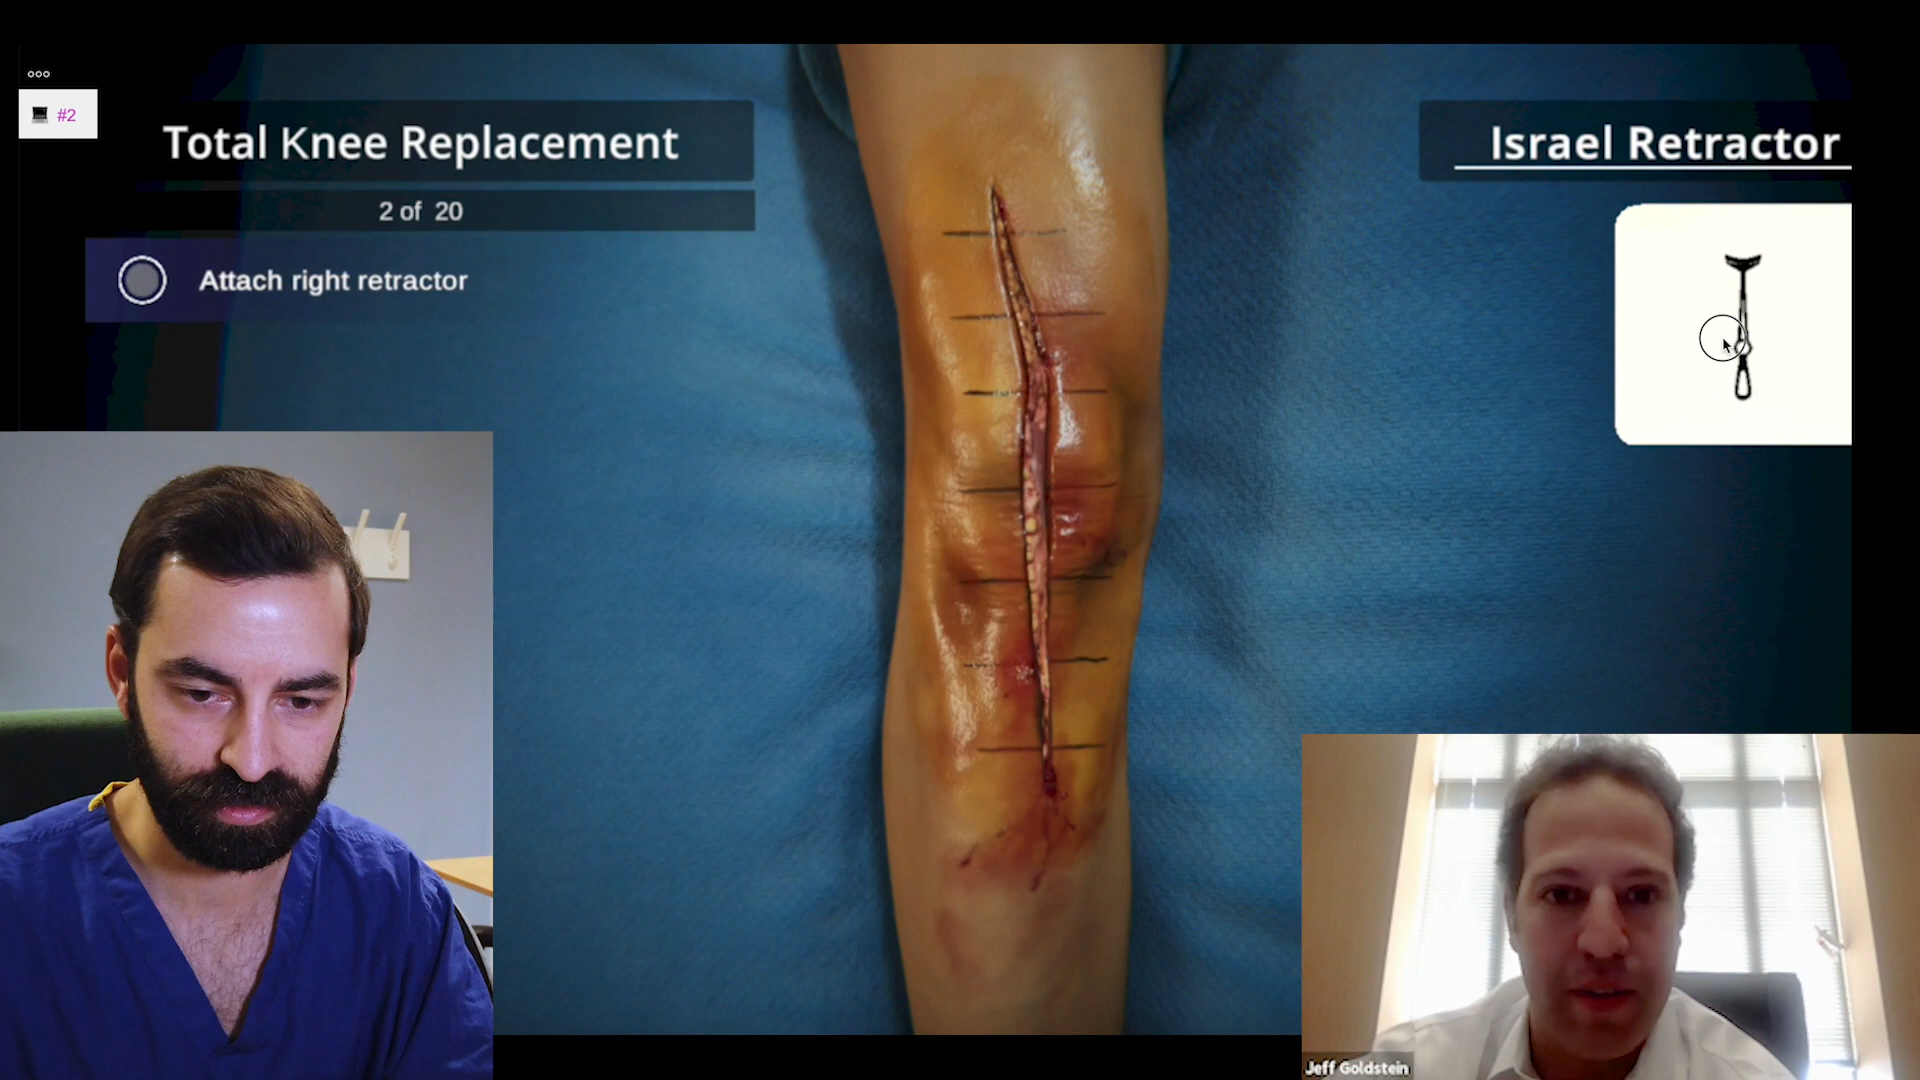 #2
Total Knee Replacement
2 of 20
Attach right retractor
Israel Retractor
Jeff Goldstein